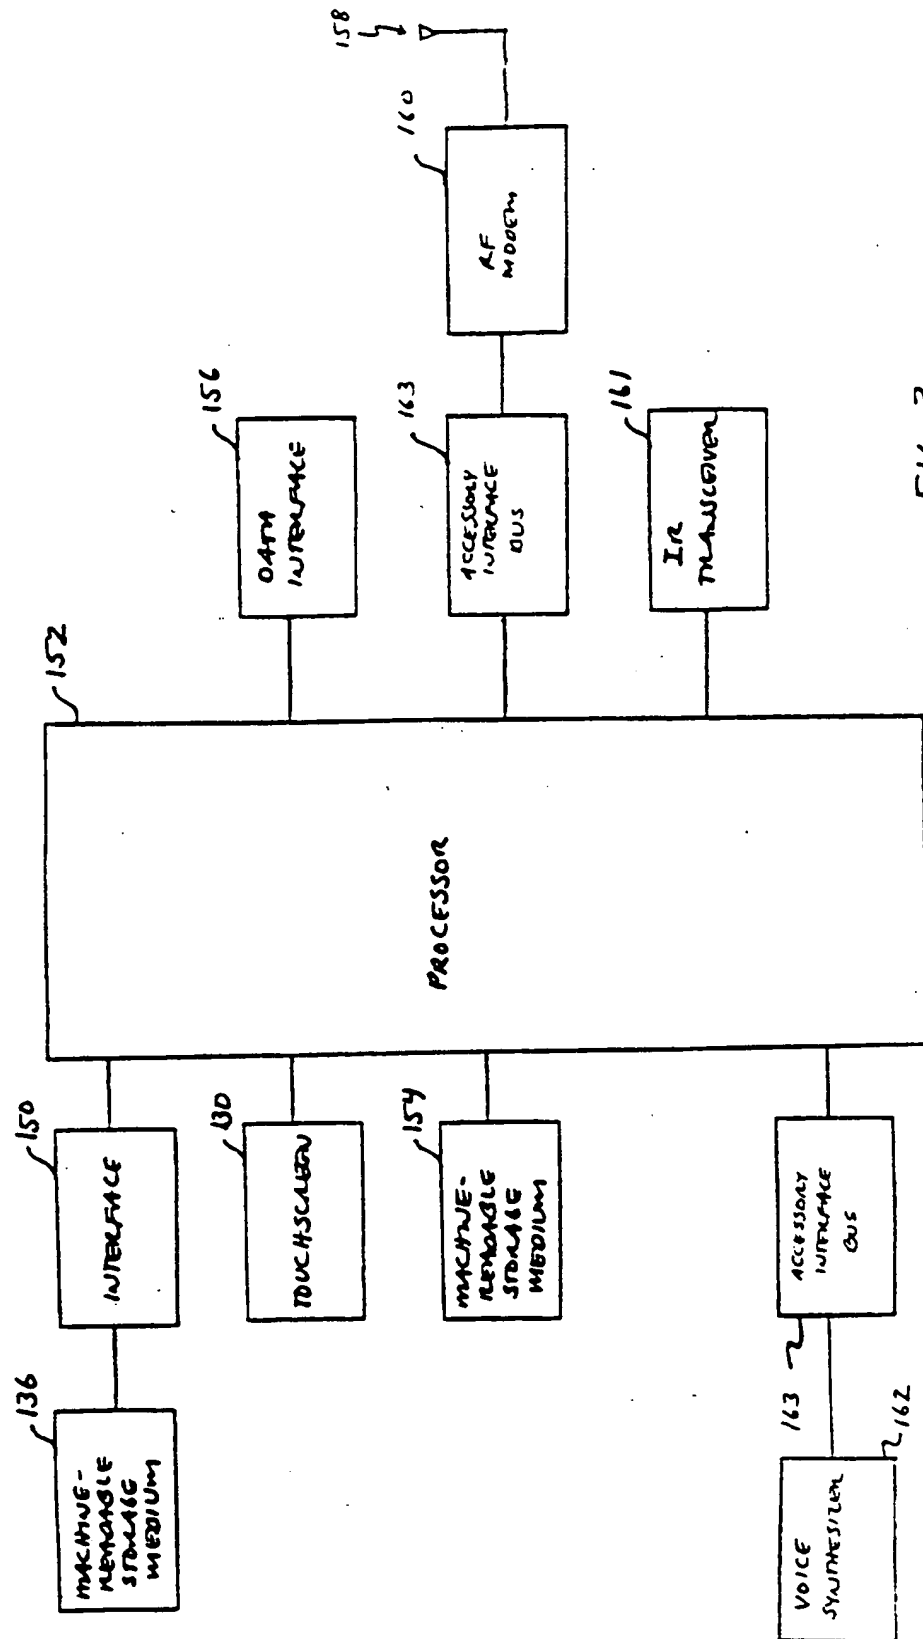 136
MACHINE-
READABLE
STORAGE
MEDIUM
150
INTERFACE
130
TOUCHSCREEN
154
MACHINE-
READABLE
STORAGE
MEDIUM
163
ACCESSORY
INTERFACE
BUS
162
VOICE
SYNTHESIZER
152
PROCESSOR
156
DATA
INTERFACE
163
ACCESSORY
INTERFACE
BUS
160
RF
MODEM
158
161
IR
TRANSCEIVER